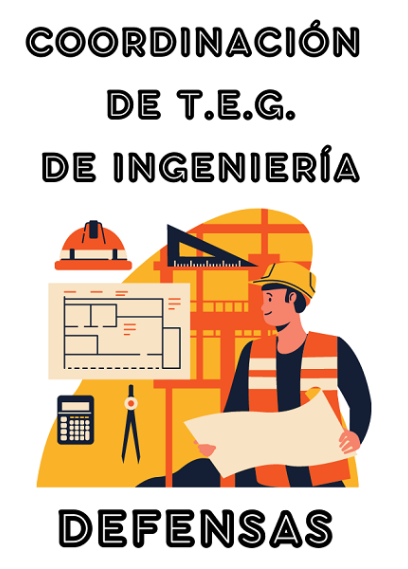 COORDINACIÓN
DE T.E.G.
DE INGENIERÍA
DEFENSAS